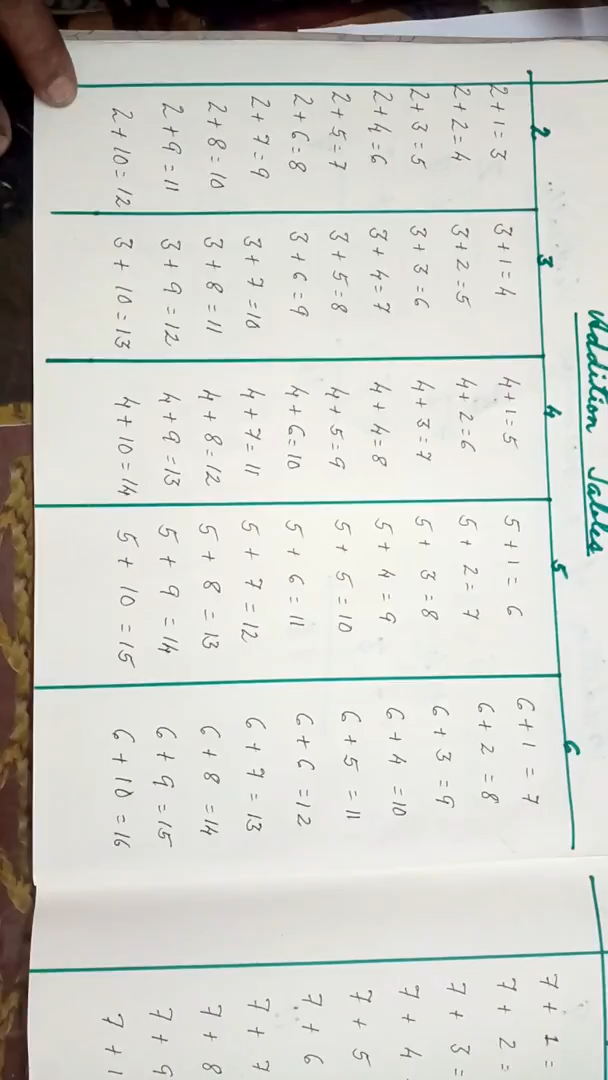 Addition Tables
2 3 4 5 6
2+1=3 3+1=4 4+1=5 5+1=6 6+1=7 7+1=
2+2=4 3+2=5 4+2=6 5+2=7 6+2=8 7+2=
2+3=5 3+3=6 4+3=7 5+3=8 6+3=9 7+3=
2+4=6 3+4=7 4+4=8 5+4=9 6+4=10 7+4
2+5=7 3+5=8 4+5=9 5+5=10 6+5=11 7+5
2+6=8 3+6=9 4+6=10 5+6=11 6+6=12 7+6
2+7=9 3+7=10 4+7=11 5+7=12 6+7=13 7+7
2+8=10 3+8=11 4+8=12 5+8=13 6+8=14 7+8
2+9=11 3+9=12 4+9=13 5+9=14 6+9=15 7+9
2+10=12 3+10=13 4+10=14 5+10=15 6+10=16 7+1